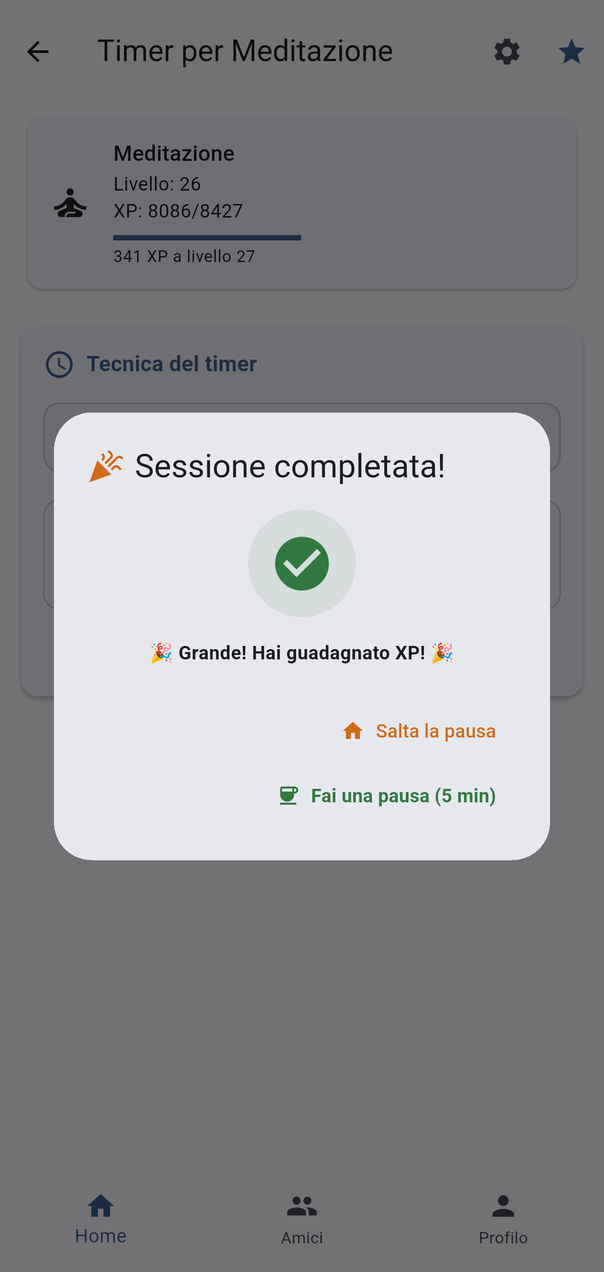 Timer per Meditazione
Meditazione
Livello: 26
XP: 8086/8427
341 XP a livello 27
Tecnica del timer
Sessione completata!
🎉 Grande! Hai guadagnato XP! 🎉
Salta la pausa
Fai una pausa (5 min)
Home
Amici
Profilo